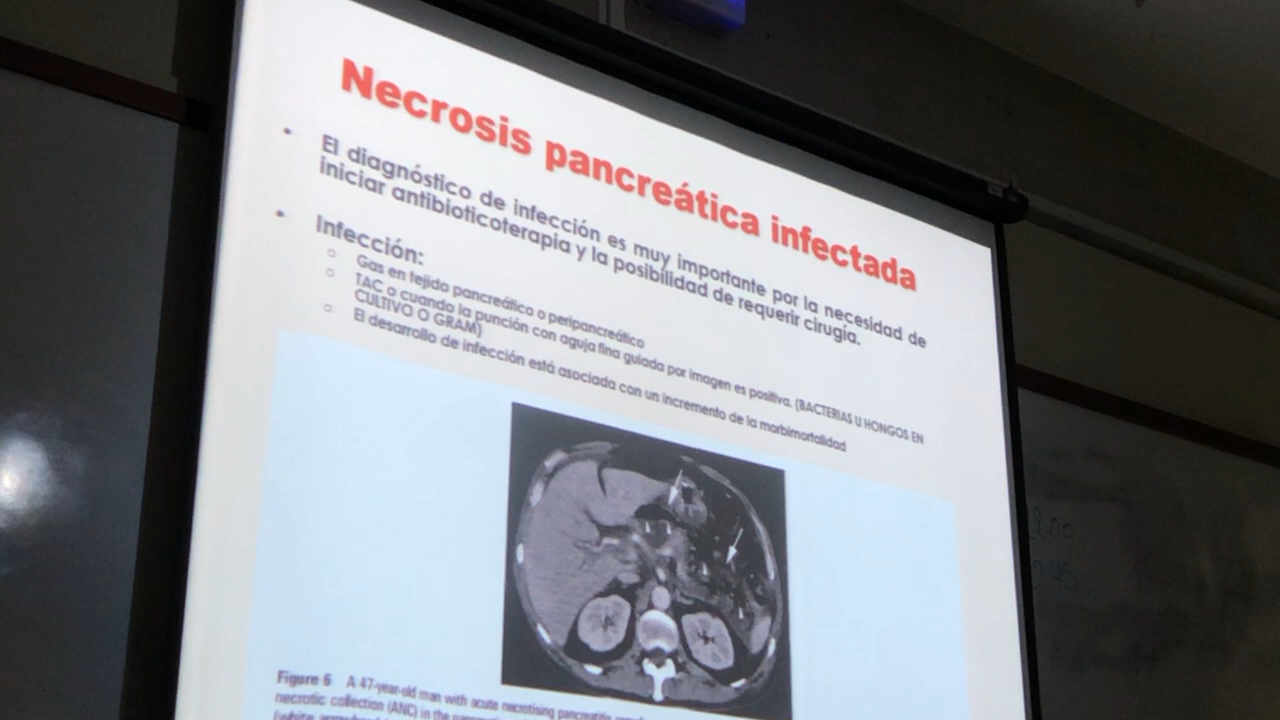 Necrosis pancreática infectada
• El diagnóstico de infección es muy importante por la necesidad de
iniciar antibioticoterapia y la posibilidad de requerir cirugía.
• Infección:
○ Gas en tejido pancreático o peripancreático
○ TAC o cuando la punción con aguja fina guiada por imagen es positiva. (BACTERIAS U HONGOS EN
CULTIVO O GRAM)
○ El desarrollo de infección está asociada con un incremento de la morbimortalidad
Figure 6 A 47-year-old man with acute necrotising pancreatitis
necrotic collection (ANC) in the
(white